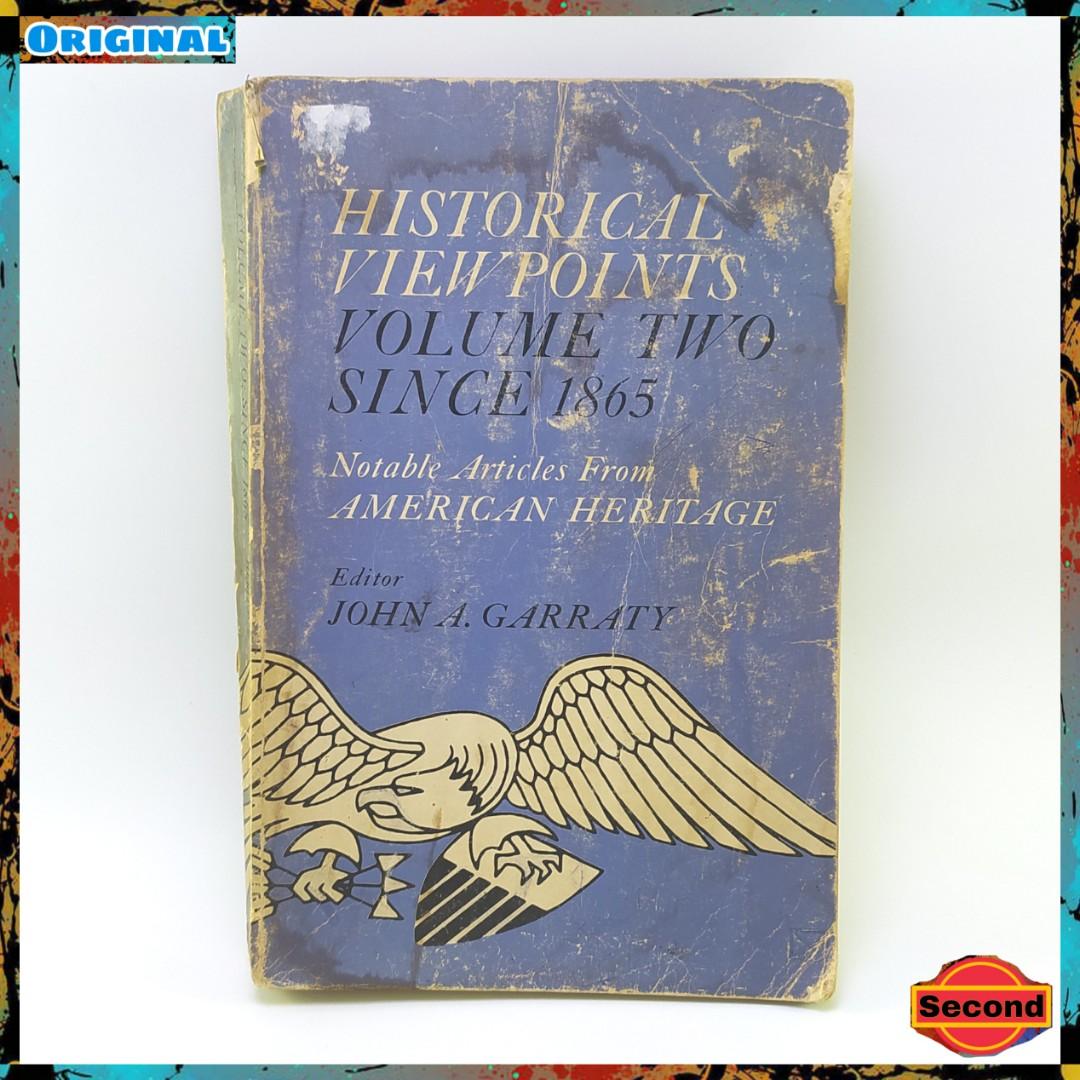 ORIGINAL
HISTORICAL
VIEWPOINTS
VOLUME TWO
SINCE 1865
Notable Articles From
AMERICAN HERITAGE
Editor
JOHN A. GARRATY
Second